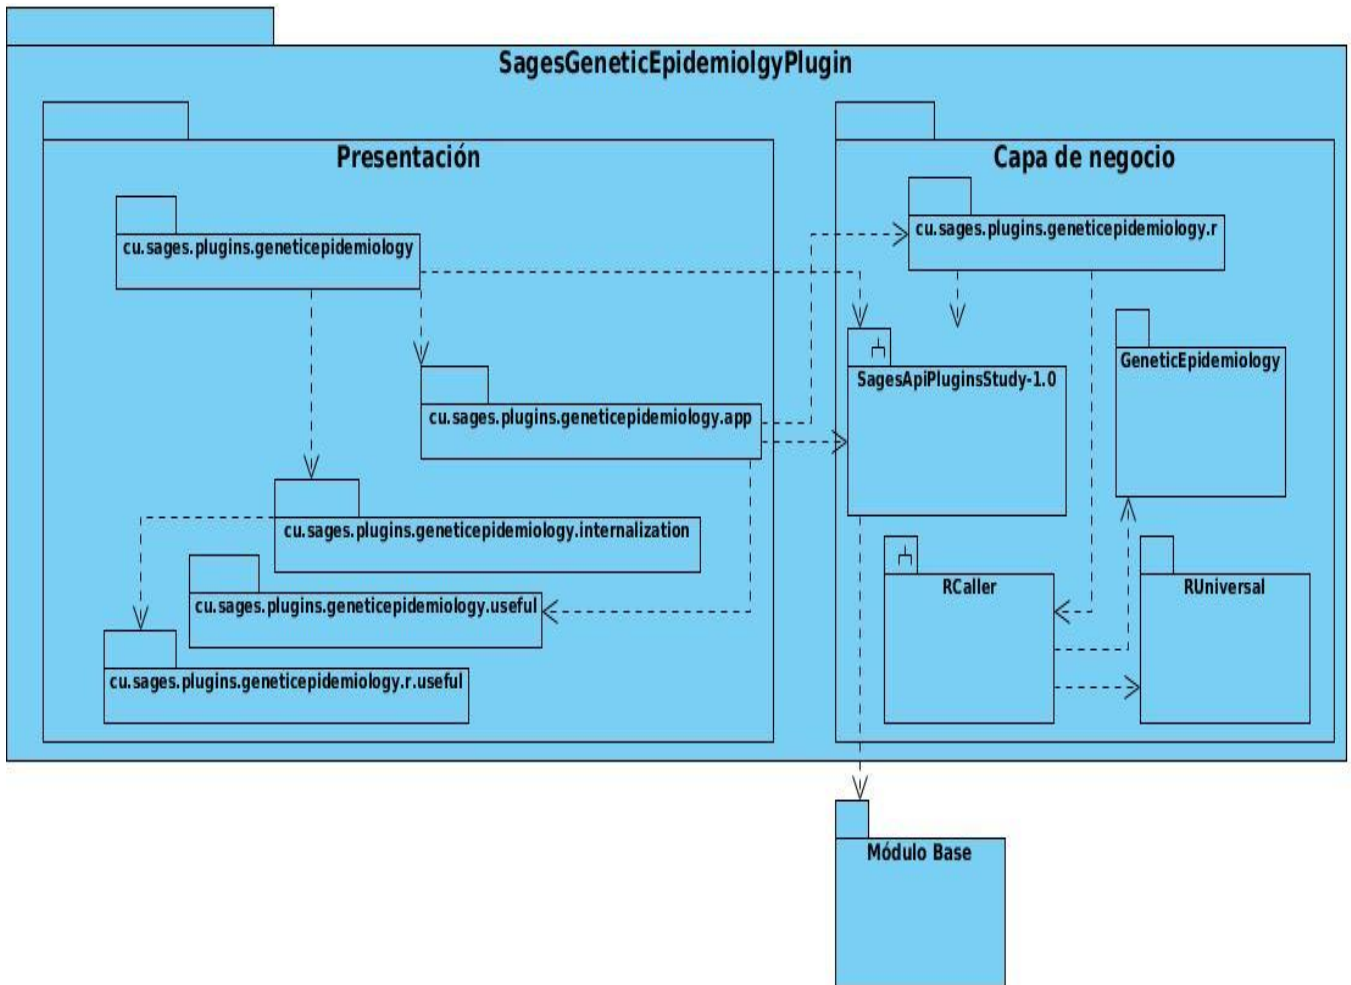 SagesGeneticEpidemiolgyPlugin
Presentación
cu.sages.plugins.geneticepidemiology
cu.sages.plugins.geneticepidemiology.app
cu.sages.plugins.geneticepidemiology.internalization
cu.sages.plugins.geneticepidemiology.useful
cu.sages.plugins.geneticepidemiology.r.useful
Capa de negocio
cu.sages.plugins.geneticepidemiology.r
GeneticEpidemiology
SagesApiPluginsStudy-1.0
RCaller
RUniversal
Módulo Base